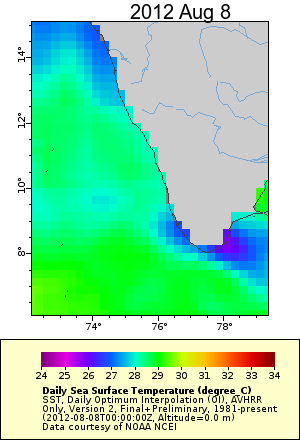 2012 Aug 8
14°
12°
10°
8°
74°
76°
78°
24 25 26 27 28 29 30 31 32 33 34
Daily Sea Surface Temperature (degree_C)
SST, Daily Optimum Interpolation (OI), AVHRR
Only, Version 2, Final+Preliminary, 1981-present
(2012-08-08T00:00:00Z, Altitude=0.0 m)
Data courtesy of NOAA NCEI